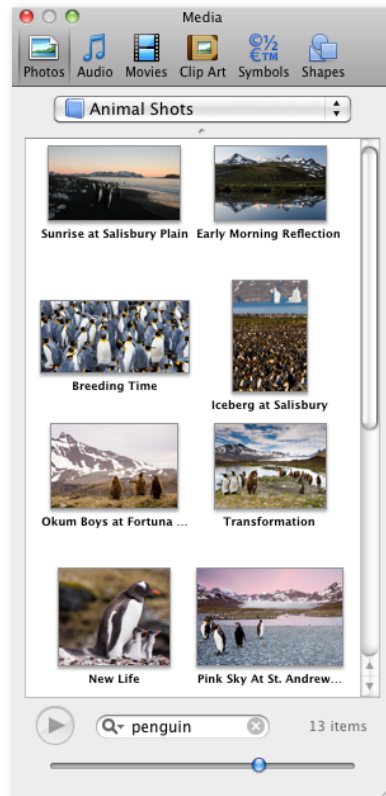 Media
Photos Audio Movies Clip Art Symbols Shapes
Animal Shots
Sunrise at Salisbury Plain Early Morning Reflection
Breeding Time
Iceberg at Salisbury
Okum Boys at Fortuna ... Transformation
New Life Pink Sky At St. Andrew...
penguin 13 items